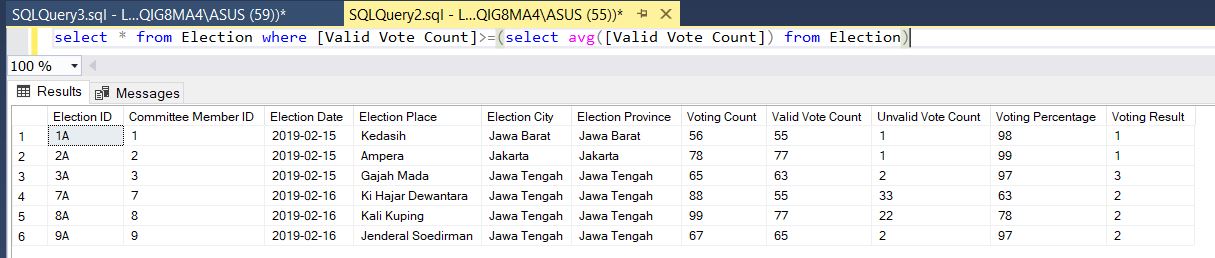 SQLQuery3.sql - L...QIG8MA4\ASUS (59))* SQLQuery2.sql - L...QIG8MA4\ASUS (55))*
select * from Election where [Valid Vote Count]>=(select avg([Valid Vote Count]) from Election)
100 %
Results Messages
Election ID Committee Member ID Election Date Election Place Election City Election Province Voting Count Valid Vote Count Unvalid Vote Count Voting Percentage Voting Result
1 1A 1 2019-02-15 Kedasih Jawa Barat Jawa Barat 56 55 1 98 1
2 2A 2 2019-02-15 Ampera Jakarta Jakarta 78 77 1 99 1
3 3A 3 2019-02-15 Gajah Mada Jawa Tengah Jawa Tengah 65 63 2 97 3
4 7A 7 2019-02-16 Ki Hajar Dewantara Jawa Tengah Jawa Tengah 88 55 33 63 2
5 8A 8 2019-02-16 Kali Kuping Jawa Tengah Jawa Tengah 99 77 22 78 2
6 9A 9 2019-02-16 Jenderal Soedirman Jawa Tengah Jawa Tengah 67 65 2 97 2